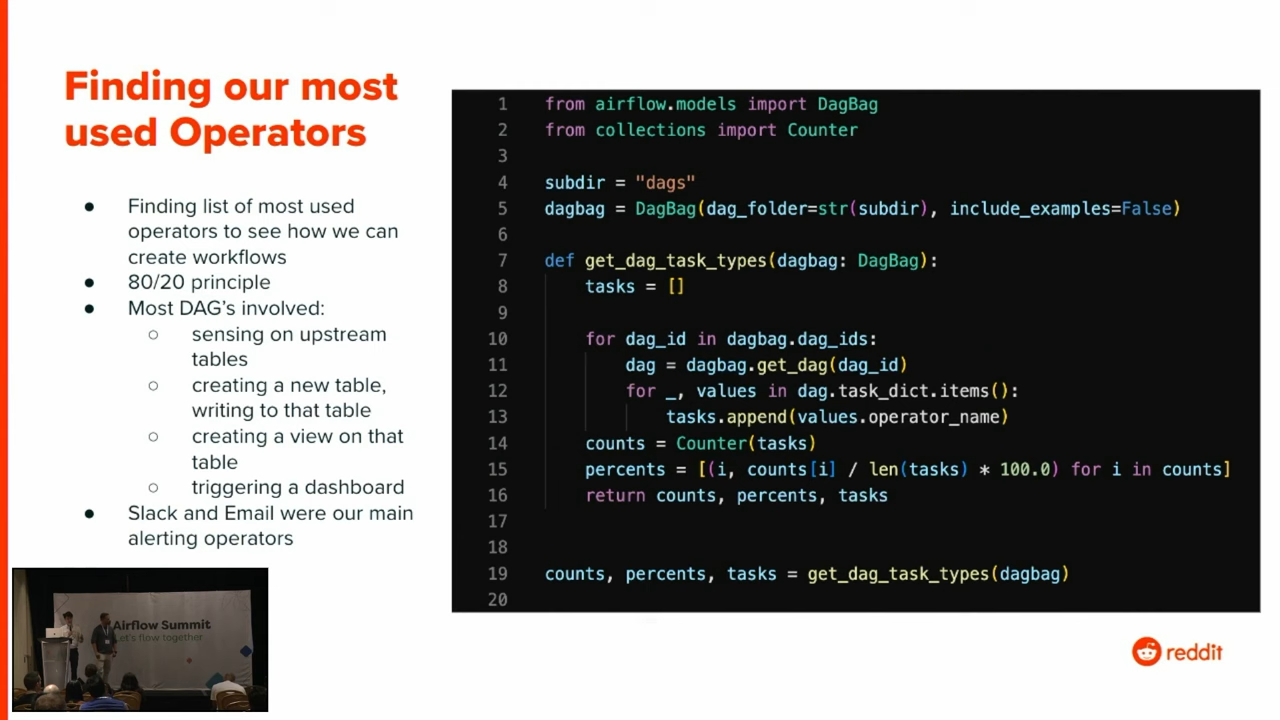 Finding our most
used Operators
● Finding list of most used
operators to see how we can
create workflows
● 80/20 principle
● Most DAG's involved:
○ sensing on upstream
tables
○ creating a new table,
writing to that table
○ creating a view on that
table
○ triggering a dashboard
● Slack and Email were our main
alerting operators
1 from airflow.models import DagBag
2 from collections import Counter
3
4 subdir = "dags"
5 dagbag = DagBag(dag_folder=str(subdir), include_examples=False)
6
7 def get_dag_task_types(dagbag: DagBag):
8 tasks = []
9
10 for dag_id in dagbag.dag_ids:
11 dag = dagbag.get_dag(dag_id)
12 for _, values in dag.task_dict.items():
13 tasks.append(values.operator_name)
14 counts = Counter(tasks)
15 percents = [(i, counts[i] / len(tasks) * 100.0) for i in counts]
16 return counts, percents, tasks
17
18
19 counts, percents, tasks = get_dag_task_types(dagbag)
20
Airflow Summit
Let's flow together
reddit